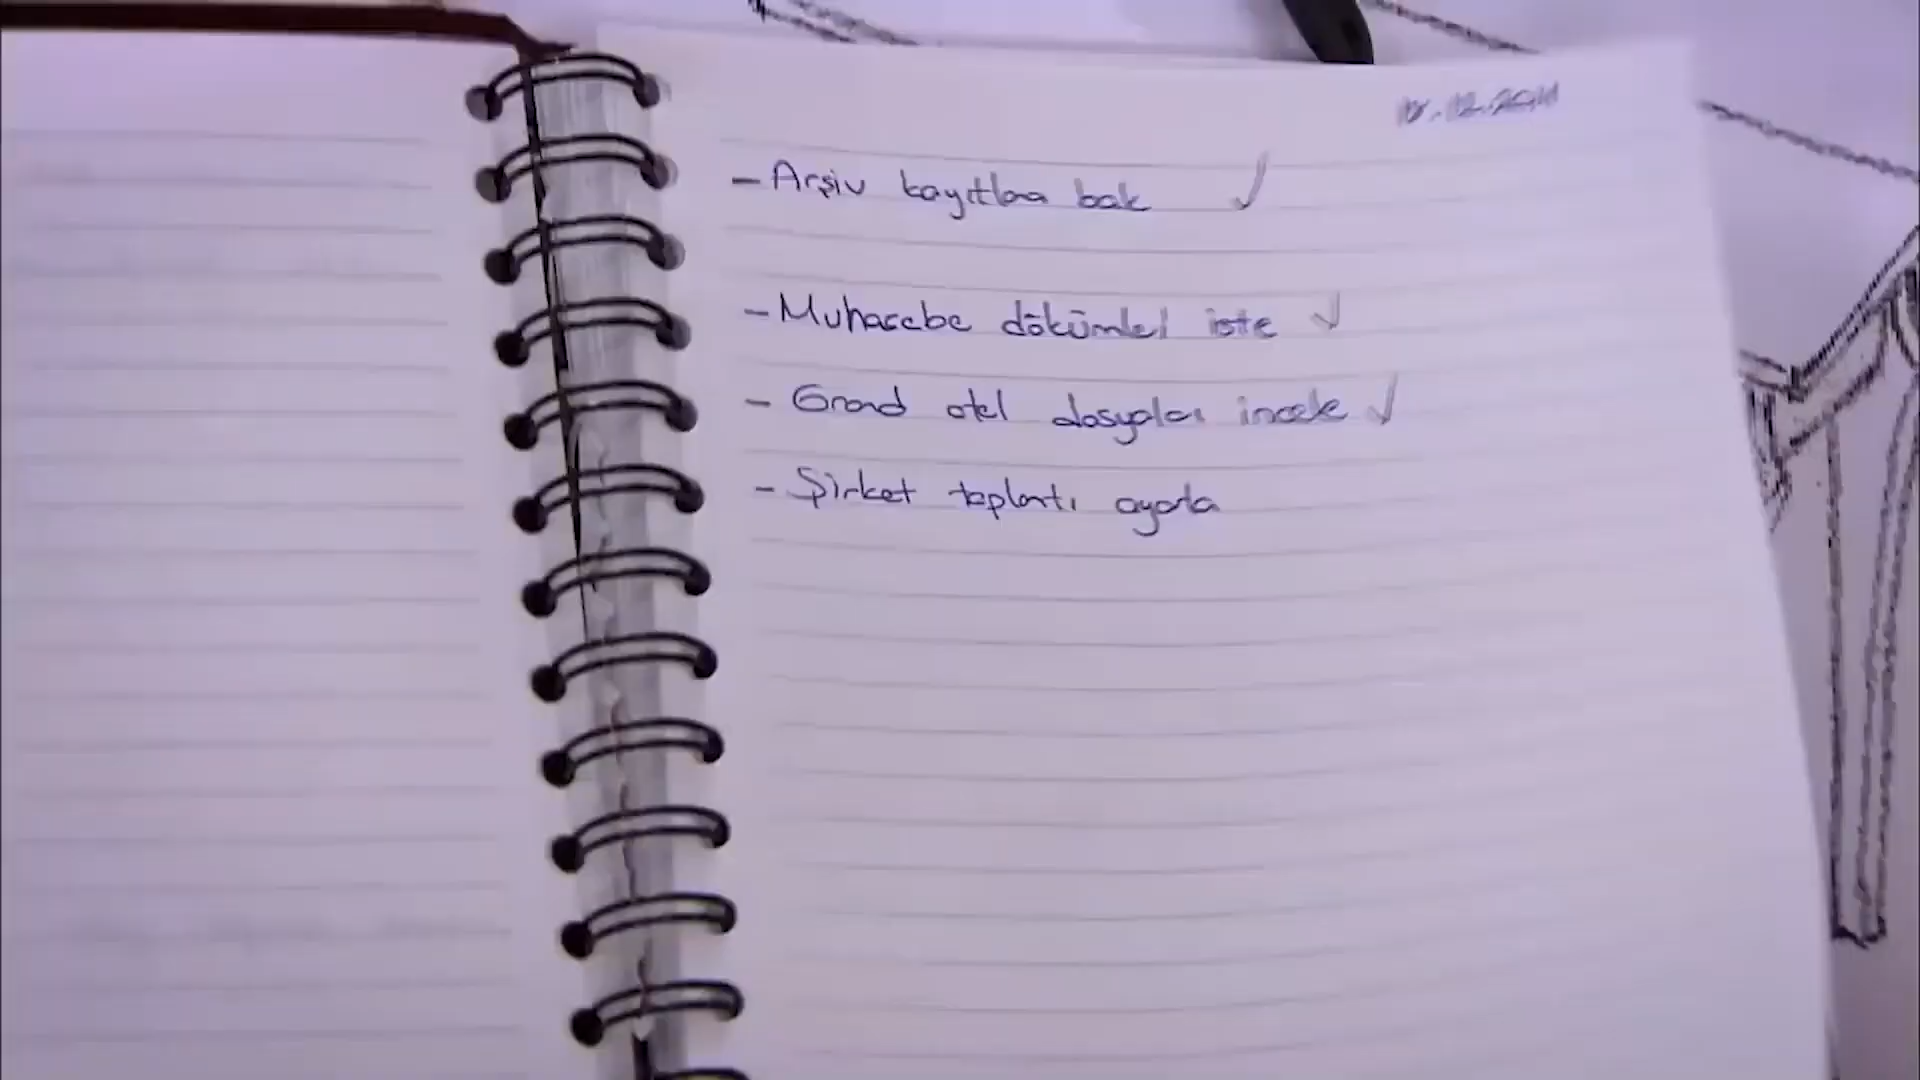 - Arşiv kayıtlara bak ✓
- Muhasebe dökümleri iste ✓
- Grand otel dosyaları incele ✓
- Şirket toplantı ayarla